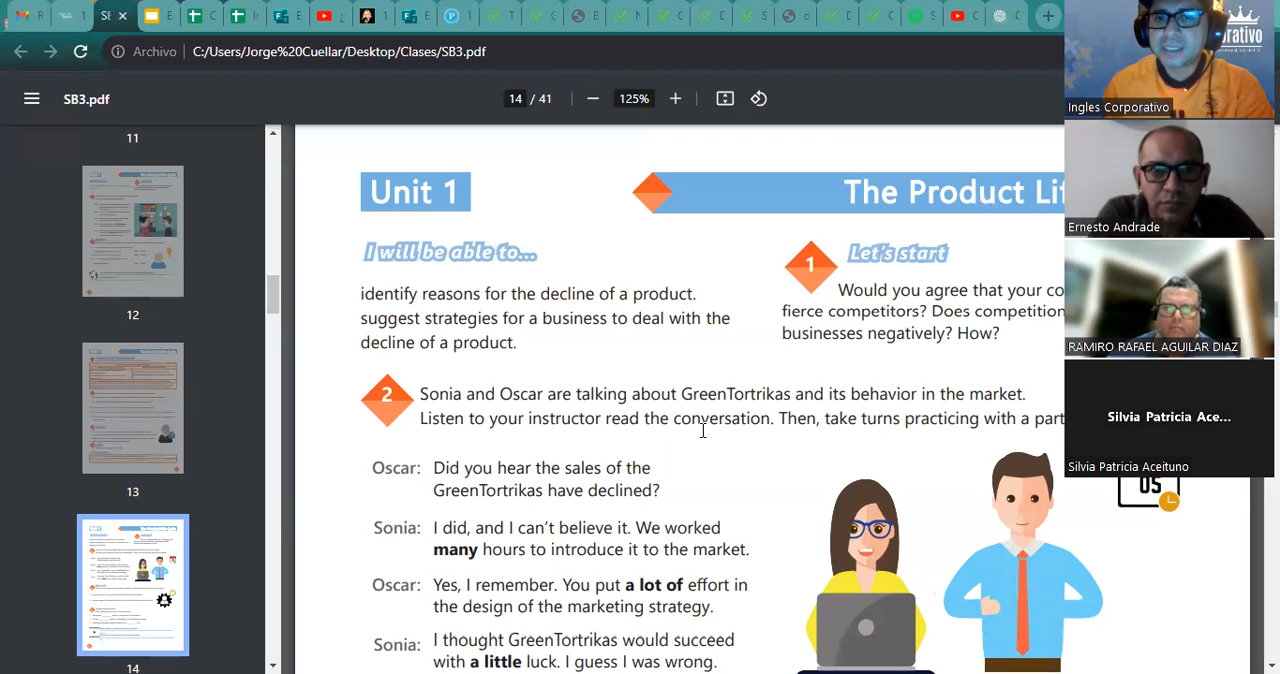 Archivo
C:/Users/Jorge%20Cuellar/Desktop/Clases/SB3.pdf
SB3.pdf
14 / 41
125%
11
12
13
14
Unit 1
The Product Lif
I will be able to...
identify reasons for the decline of a product.
suggest strategies for a business to deal with the
decline of a product.
1
Let's start
Would you agree that your co
fierce competitors? Does competition
businesses negatively? How?
2
Sonia and Oscar are talking about GreenTortrikas and its behavior in the market.
Listen to your instructor read the conversation. Then, take turns practicing with a part
Oscar: Did you hear the sales of the
GreenTortrikas have declined?
Sonia: I did, and I can't believe it. We worked
many hours to introduce it to the market.
Oscar: Yes, I remember. You put a lot of effort in
the design of the marketing strategy.
Sonia: I thought GreenTortrikas would succeed
with a little luck. I guess I was wrong.
05
orativo
Ingles Corporativo
Ernesto Andrade
RAMIRO RAFAEL AGUILAR DIAZ
Silvia Patricia Ace...
Silvia Patricia Aceituno